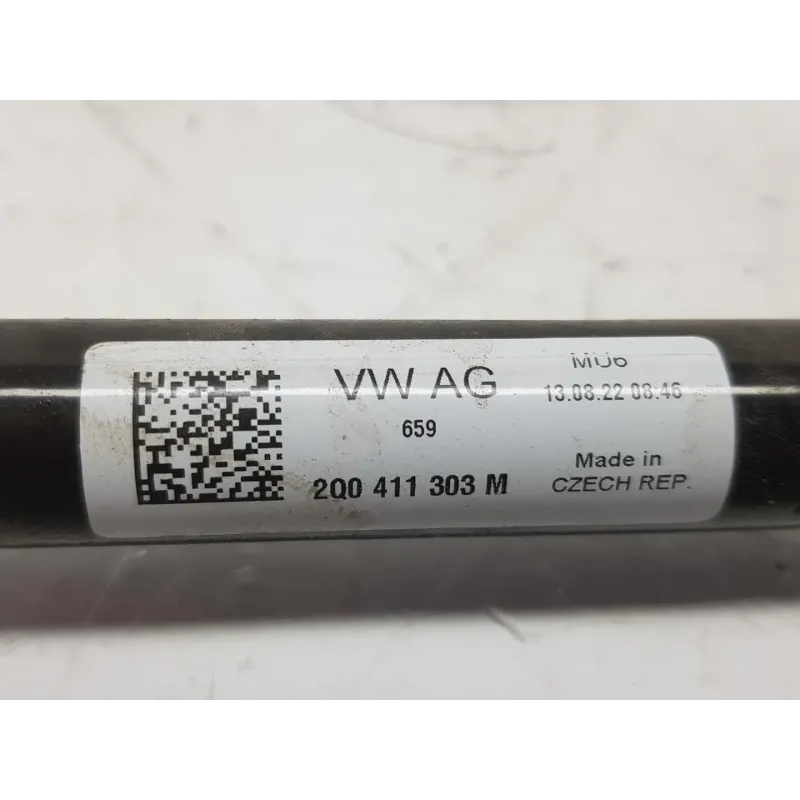 VW AG
659
2Q0 411 303 M
MU6
13.08.22 08:46
Made in
CZECH REP.